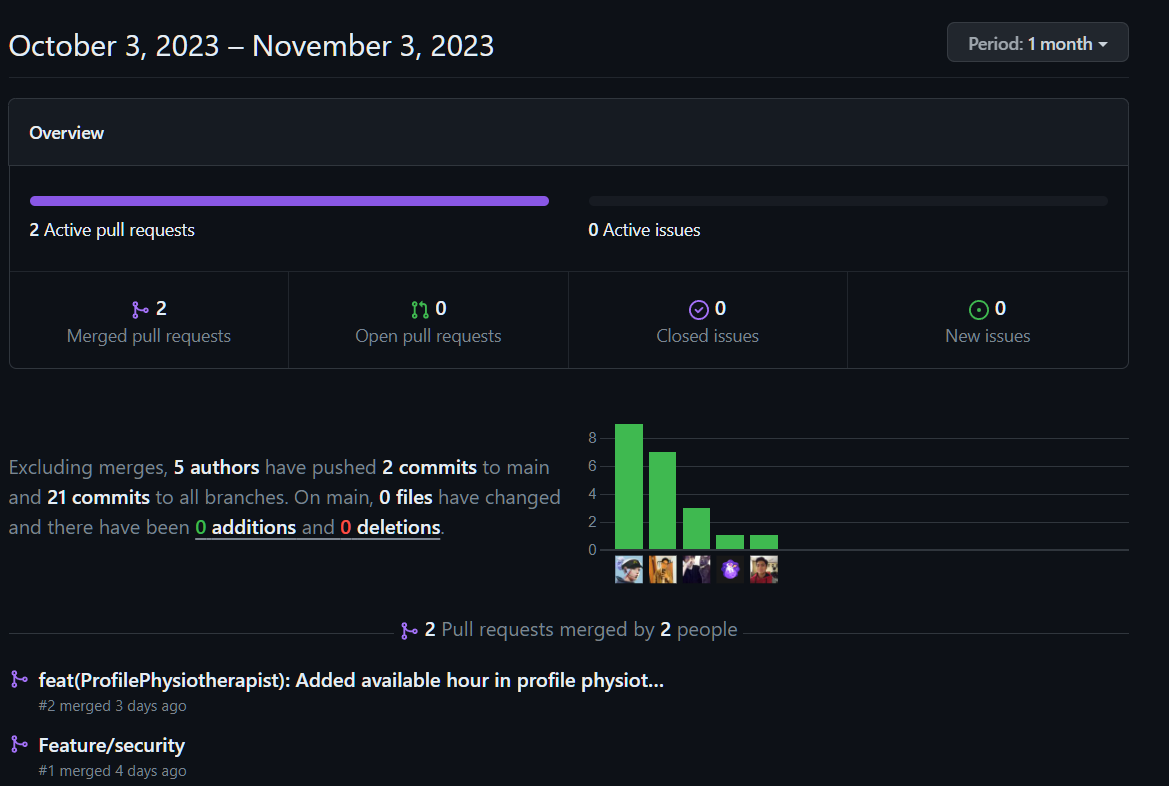 October 3, 2023 – November 3, 2023
Period: 1 month
Overview
2 Active pull requests
0 Active issues
2
Merged pull requests
0
Open pull requests
0
Closed issues
0
New issues
Excluding merges, 5 authors have pushed 2 commits to main
and 21 commits to all branches. On main, 0 files have changed
and there have been 0 additions and 0 deletions.
8
6
4
2
0
2 Pull requests merged by 2 people
feat(ProfilePhysiotherapist): Added available hour in profile physiot...
#2 merged 3 days ago
Feature/security
#1 merged 4 days ago